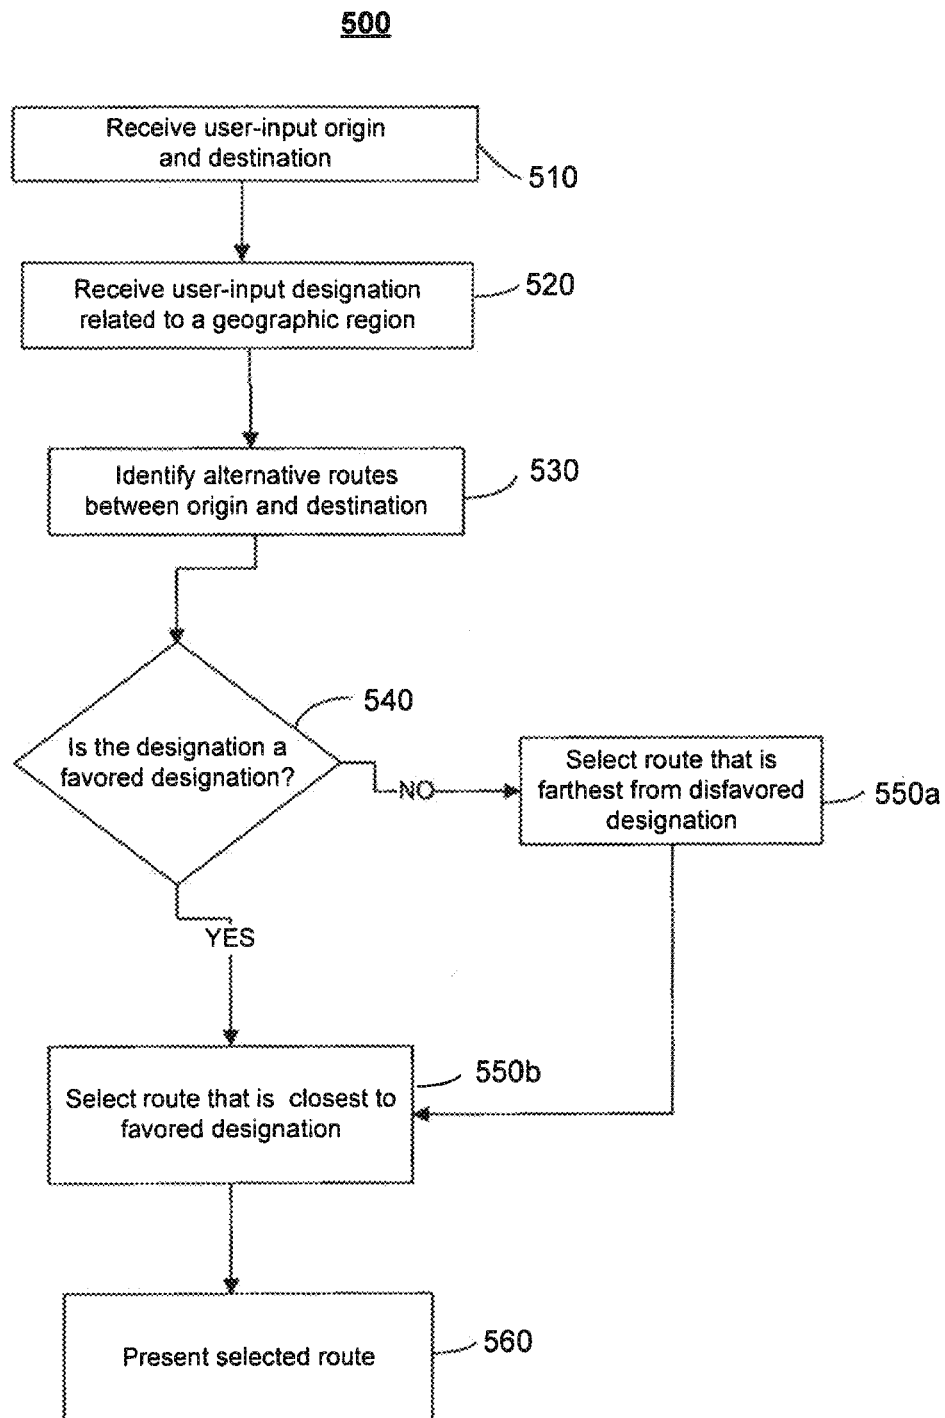 500
Receive user-input origin
and destination
510
Receive user-input designation
related to a geographic region
520
Identify alternative routes
between origin and destination
530
540
Is the designation a
favored designation?
NO
Select route that is
farthest from disfavored
designation
550a
YES
550b
Select route that is closest to
favored designation
Present selected route
560